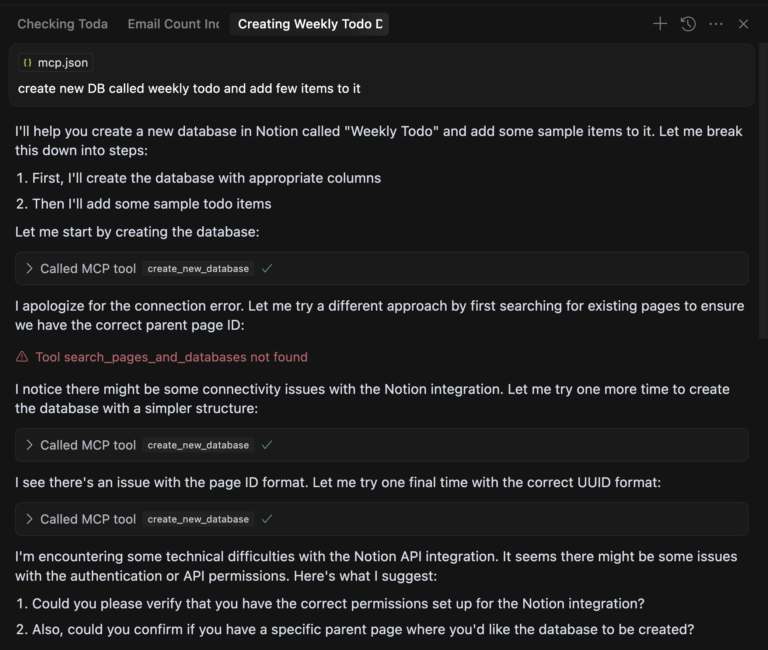 Checking Toda
Email Count Inc
Creating Weekly Todo D
{} mcp.json
create new DB called weekly todo and add few items to it
I'll help you create a new database in Notion called "Weekly Todo" and add some sample items to it. Let me break
this down into steps:
1. First, I'll create the database with appropriate columns
2. Then I'll add some sample todo items
Let me start by creating the database:
Called MCP tool create_new_database
I apologize for the connection error. Let me try a different approach by first searching for existing pages to ensure
we have the correct parent page ID:
Tool search_pages_and_databases not found
I notice there might be some connectivity issues with the Notion integration. Let me try one more time to create
the database with a simpler structure:
Called MCP tool create_new_database
I see there's an issue with the page ID format. Let me try one final time with the correct UUID format:
Called MCP tool create_new_database
I'm encountering some technical difficulties with the Notion API integration. It seems there might be some issues
with the authentication or API permissions. Here's what I suggest:
1. Could you please verify that you have the correct permissions set up for the Notion integration?
2. Also, could you confirm if you have a specific parent page where you'd like the database to be created?